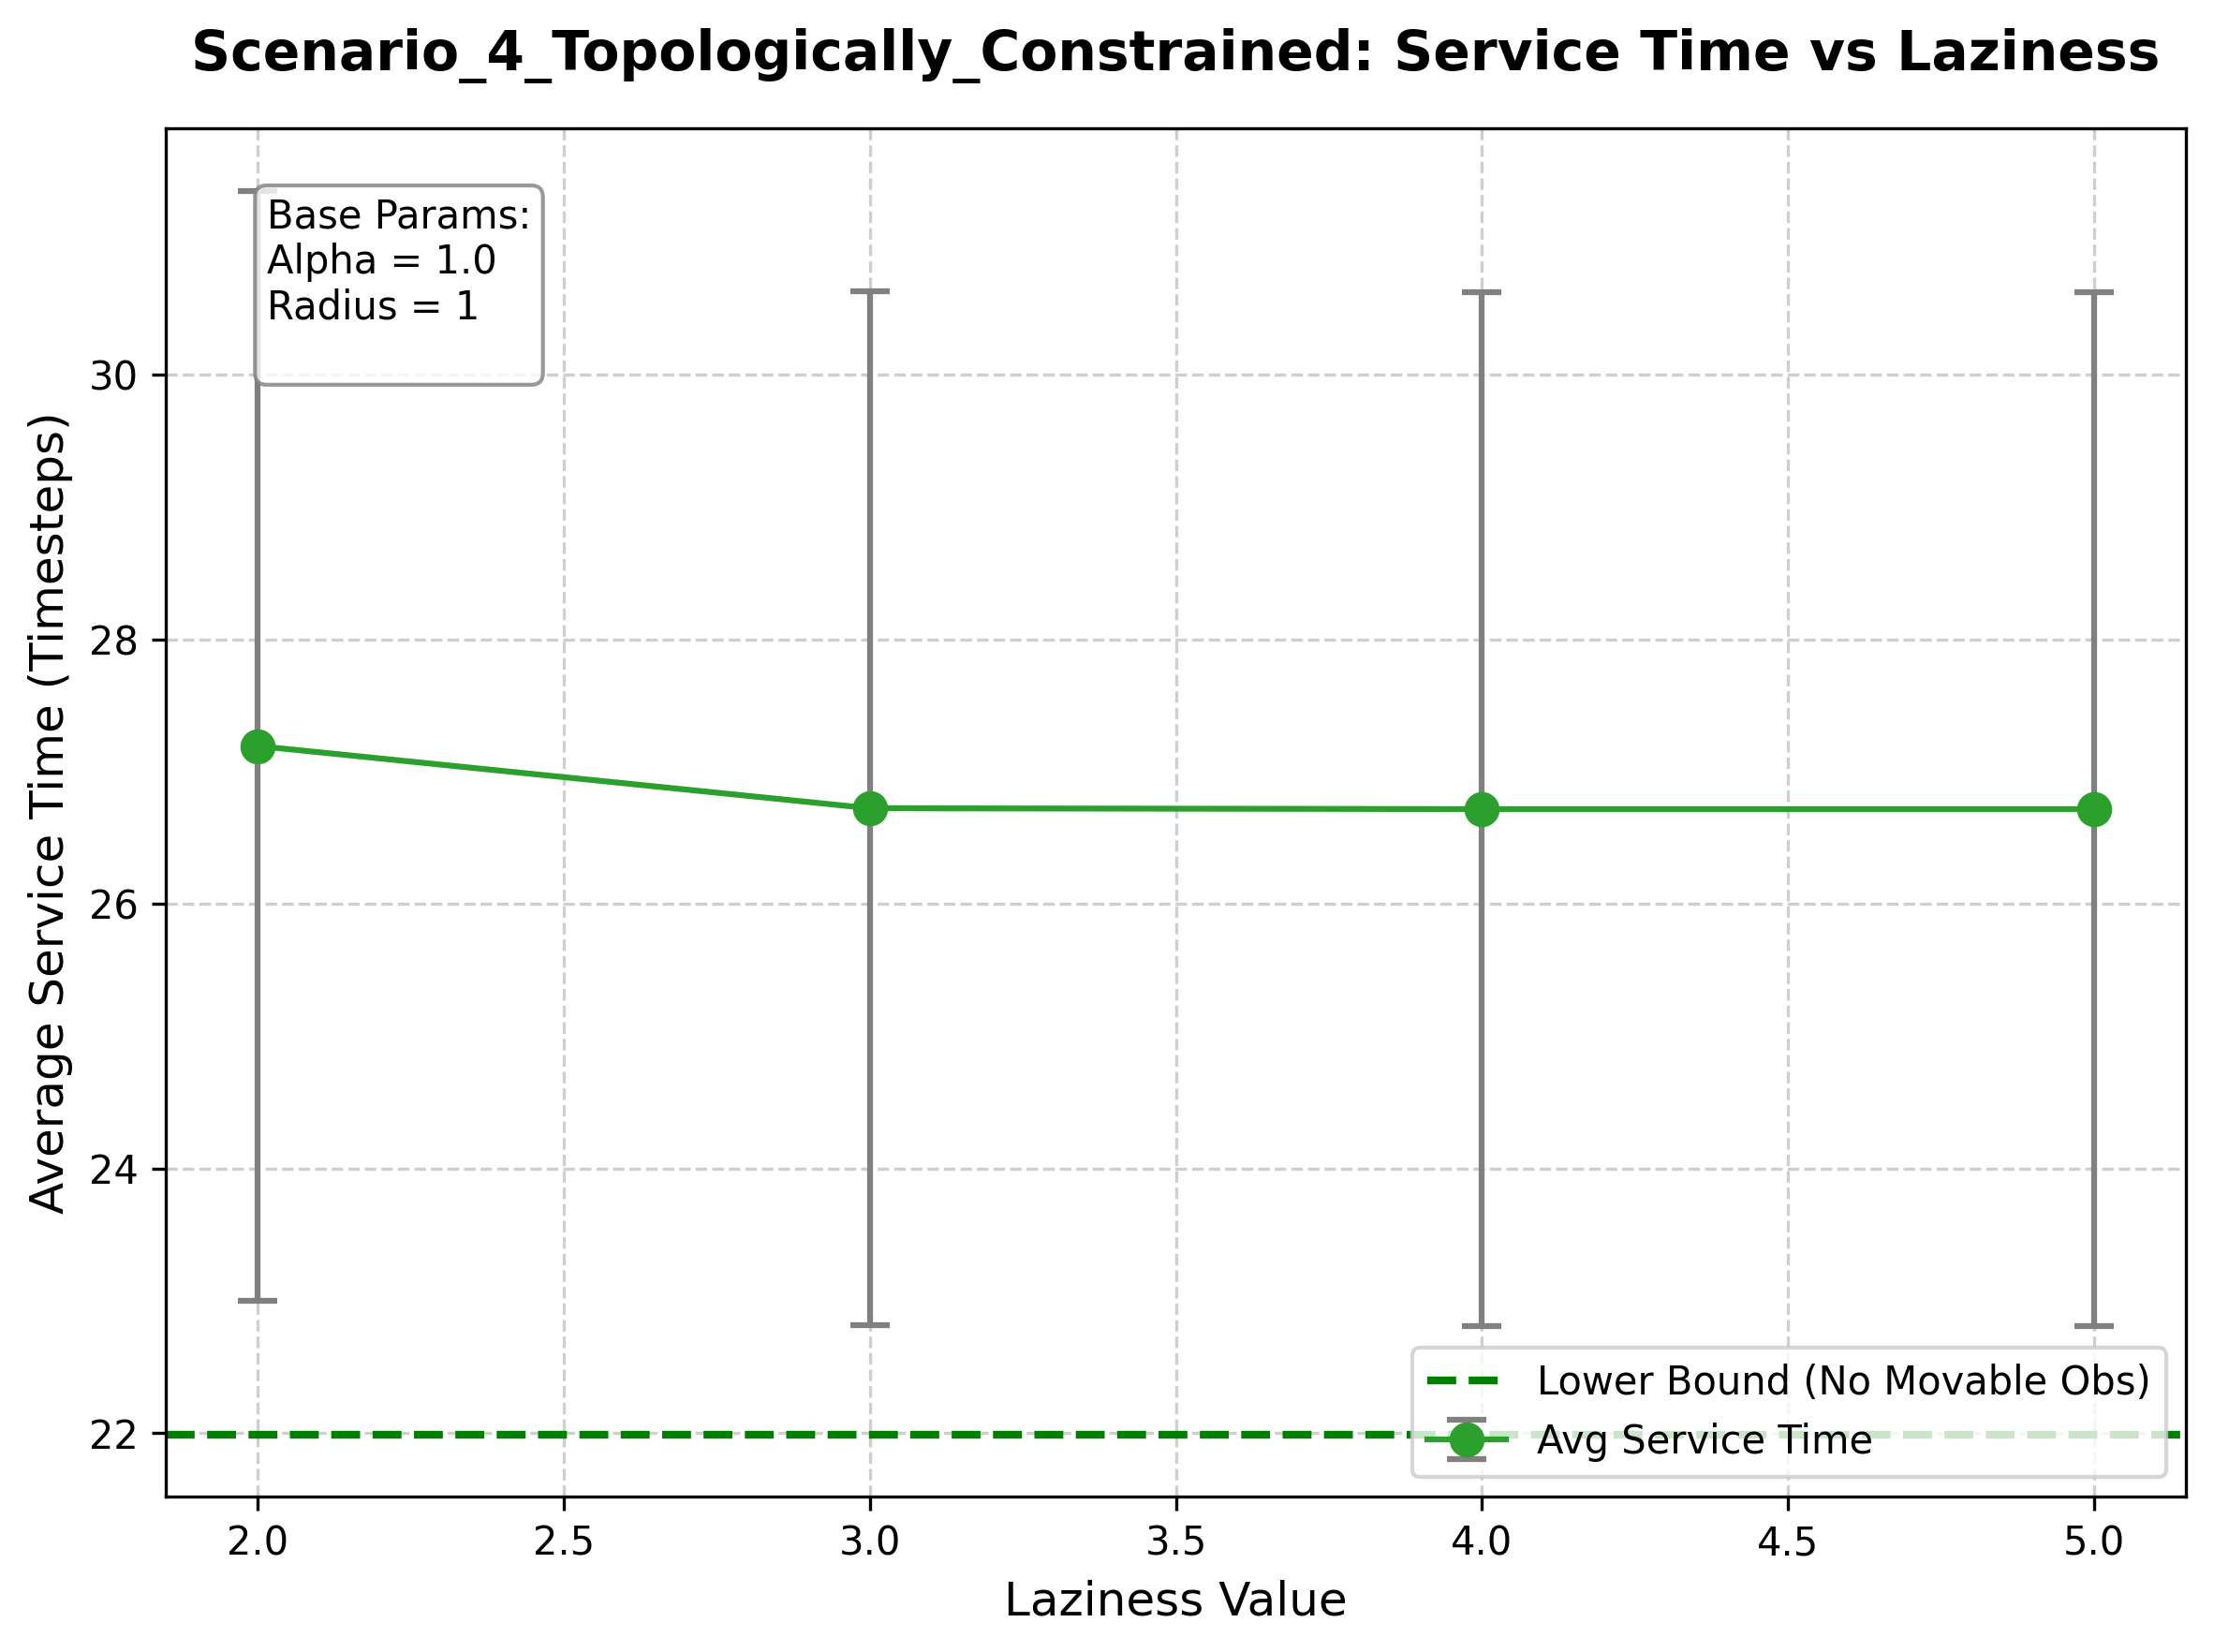 Scenario_4_Topologically_Constrained: Service Time vs Laziness
Base Params:
Alpha = 1.0
Radius = 1
Average Service Time (Timesteps)
30
28
26
24
22
Lower Bound (No Movable Obs)
Avg Service Time
2.0 2.5 3.0 3.5 4.0 4.5 5.0
Laziness Value